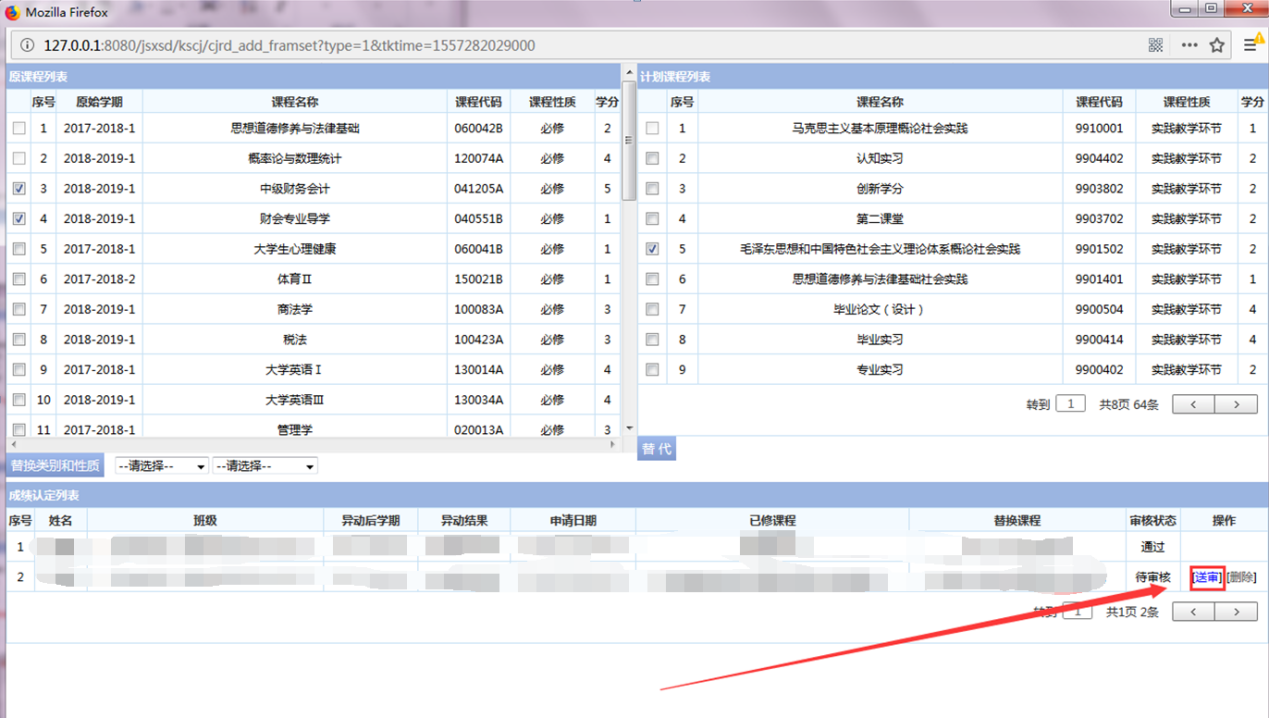 Mozilla Firefox
127.0.0.1:8080/jsxsd/kscj/cjrd_add_framset?type=1&tktime=1557282029000
原课程列表
序号 原始学期 课程名称 课程代码 课程性质 学分
1 2017-2018-1 思想道德修养与法律基础 060042B 必修 2
2 2018-2019-1 概率论与数理统计 120074A 必修 4
3 2018-2019-1 中级财务会计 041205A 必修 5
4 2018-2019-1 财会专业导学 040551B 必修 1
5 2017-2018-1 大学生心理健康 060041B 必修 1
6 2017-2018-2 体育Ⅱ 150021B 必修 1
7 2017-2018-1 商法学 100083A 必修 3
8 2018-2019-1 税法 100423A 必修 3
9 2017-2018-1 大学英语Ⅰ 130014A 必修 4
10 2018-2019-1 大学英语Ⅲ 130034A 必修 4
11 2017-2018-1 管理学 020013A 必修 3
计划课程列表
序号 课程名称 课程代码 课程性质 学分
1 马克思主义基本原理概论社会实践 9910001 实践教学环节 1
2 认知实习 9904402 实践教学环节 2
3 创新学分 9903802 实践教学环节 2
4 第二课堂 9903702 实践教学环节 2
5 毛泽东思想和中国特色社会主义理论体系概论社会实践 9901502 实践教学环节 2
6 思想道德修养与法律基础社会实践 9901401 实践教学环节 1
7 毕业论文（设计） 9900504 实践教学环节 4
8 毕业实习 9900414 实践教学环节 4
9 专业实习 9900402 实践教学环节 2
转到 1 共8页 64条 < >
替 代
替换类别和性质 --请选择-- --请选择--
成绩认定列表
序号 姓名 班级 异动后学期 异动结果 申请日期 已修课程 替换课程 审核状态 操作
1 通过
2 待审核 [送审] [删除]
转到 1 共1页 2条 < >